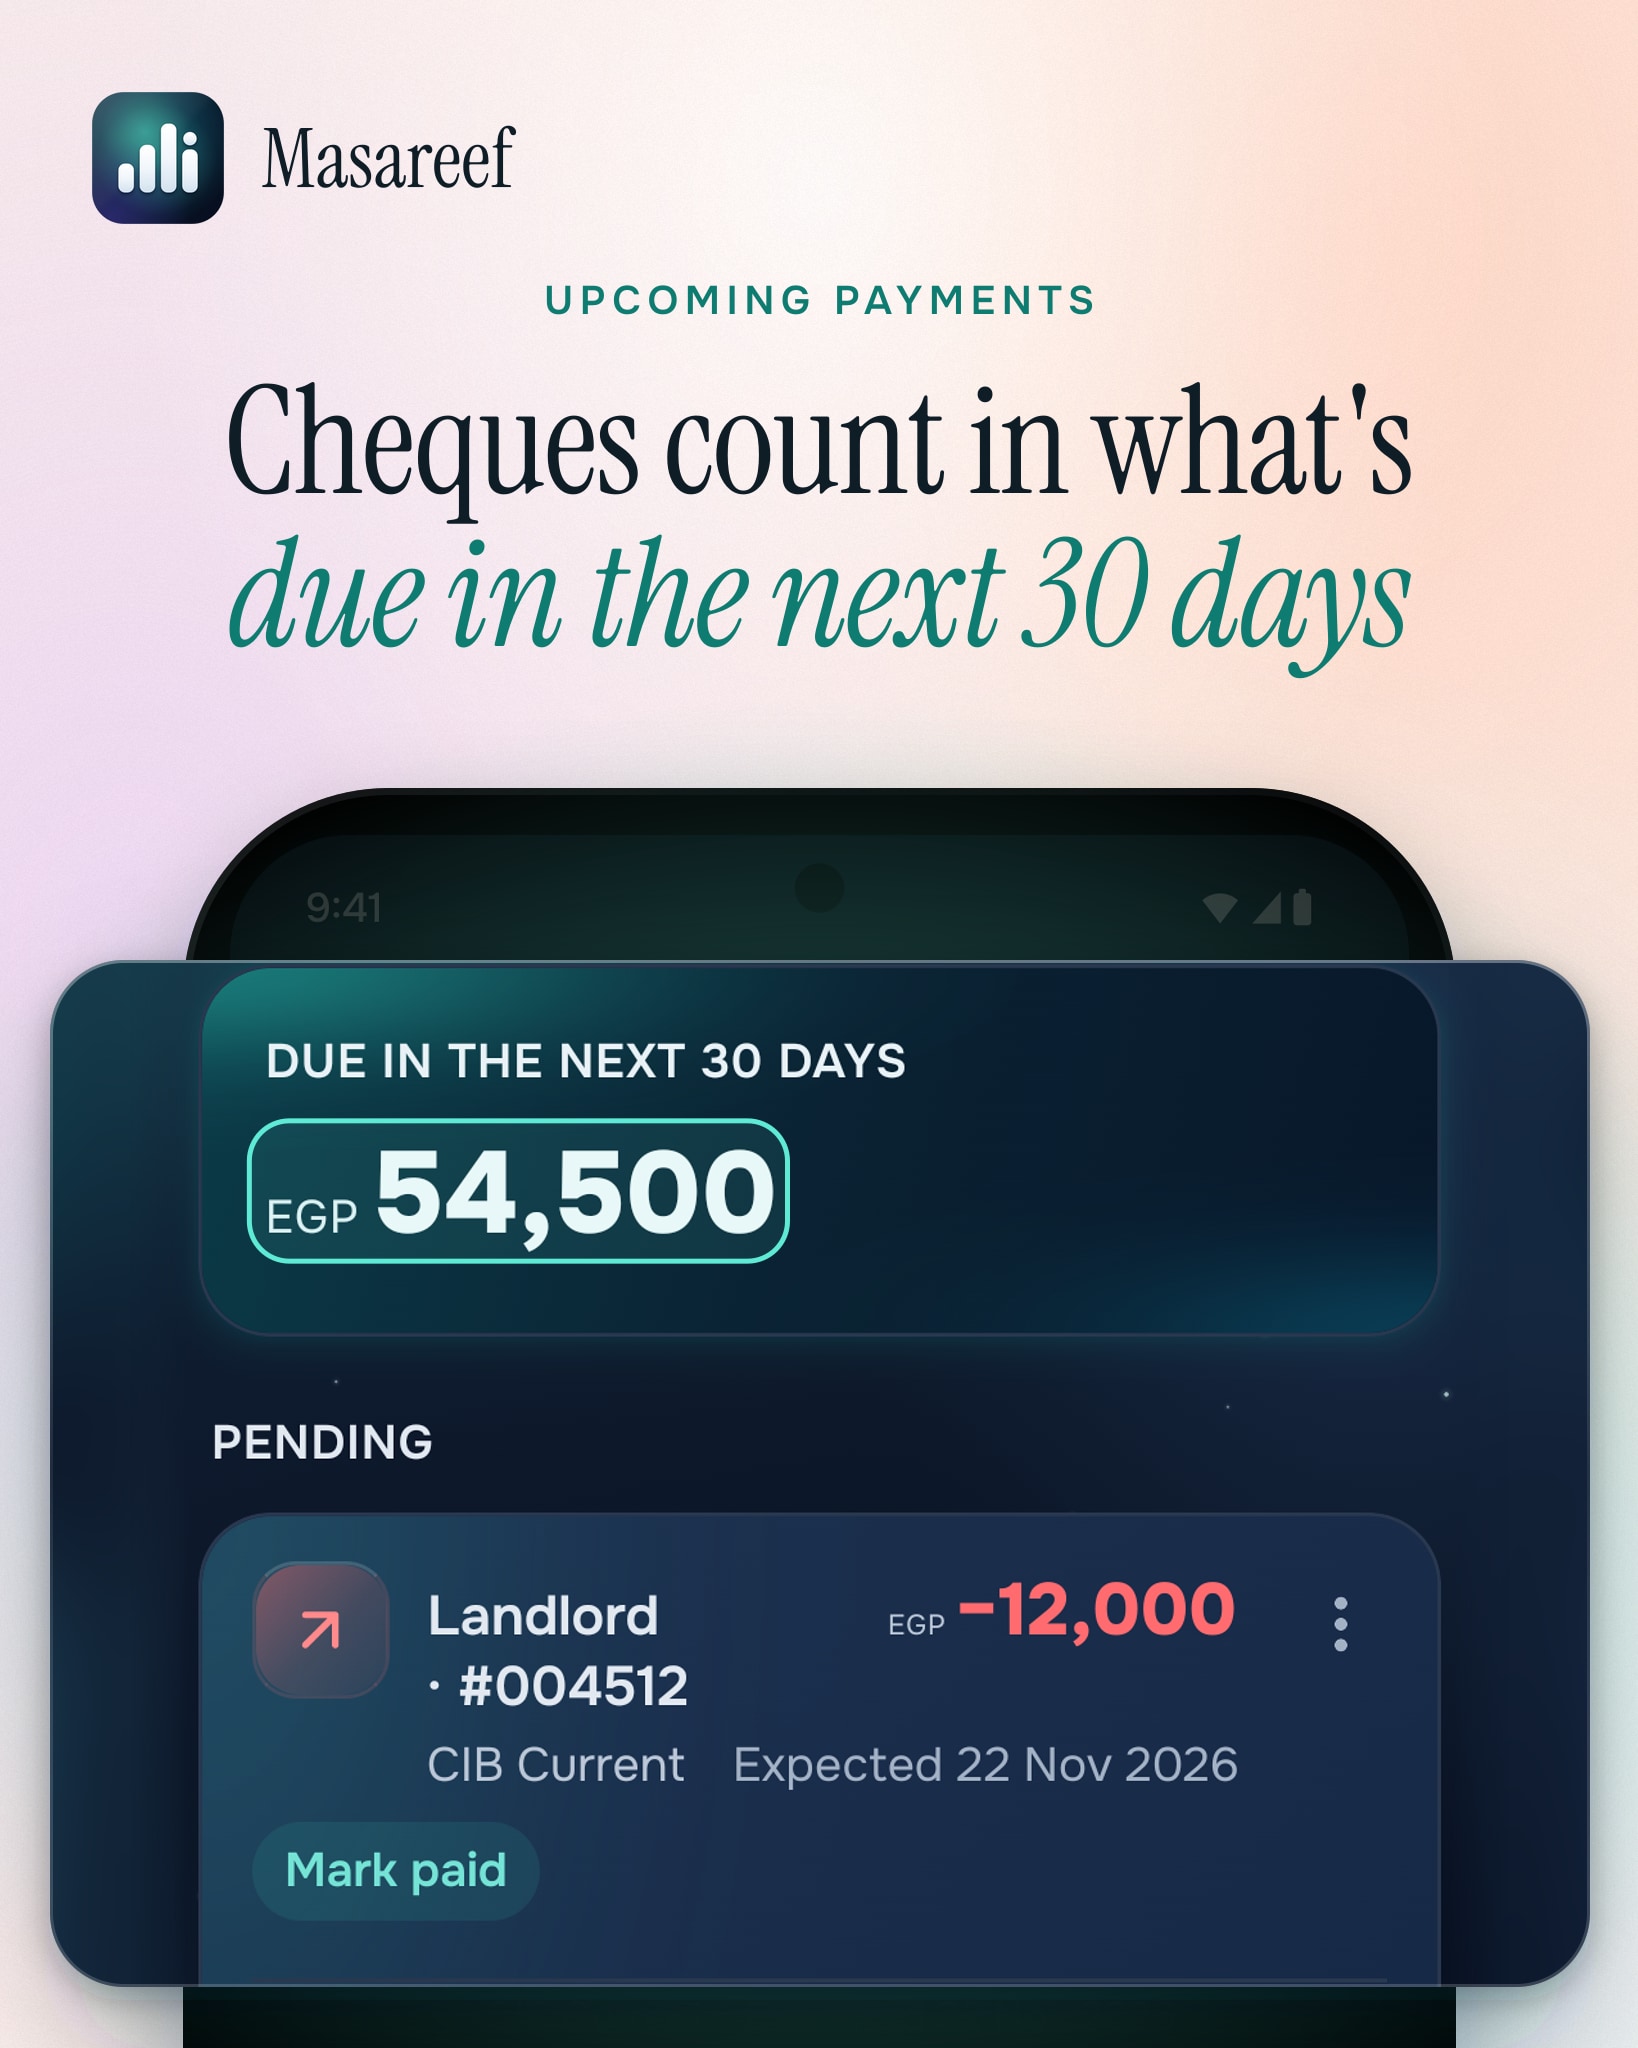 Masareef
UPCOMING PAYMENTS
Cheques count in what's
due in the next 30 days
9:41
DUE IN THE NEXT 30 DAYS
EGP 54,500
PENDING
Landlord EGP -12,000
· #004512
CIB Current Expected 22 Nov 2026
Mark paid